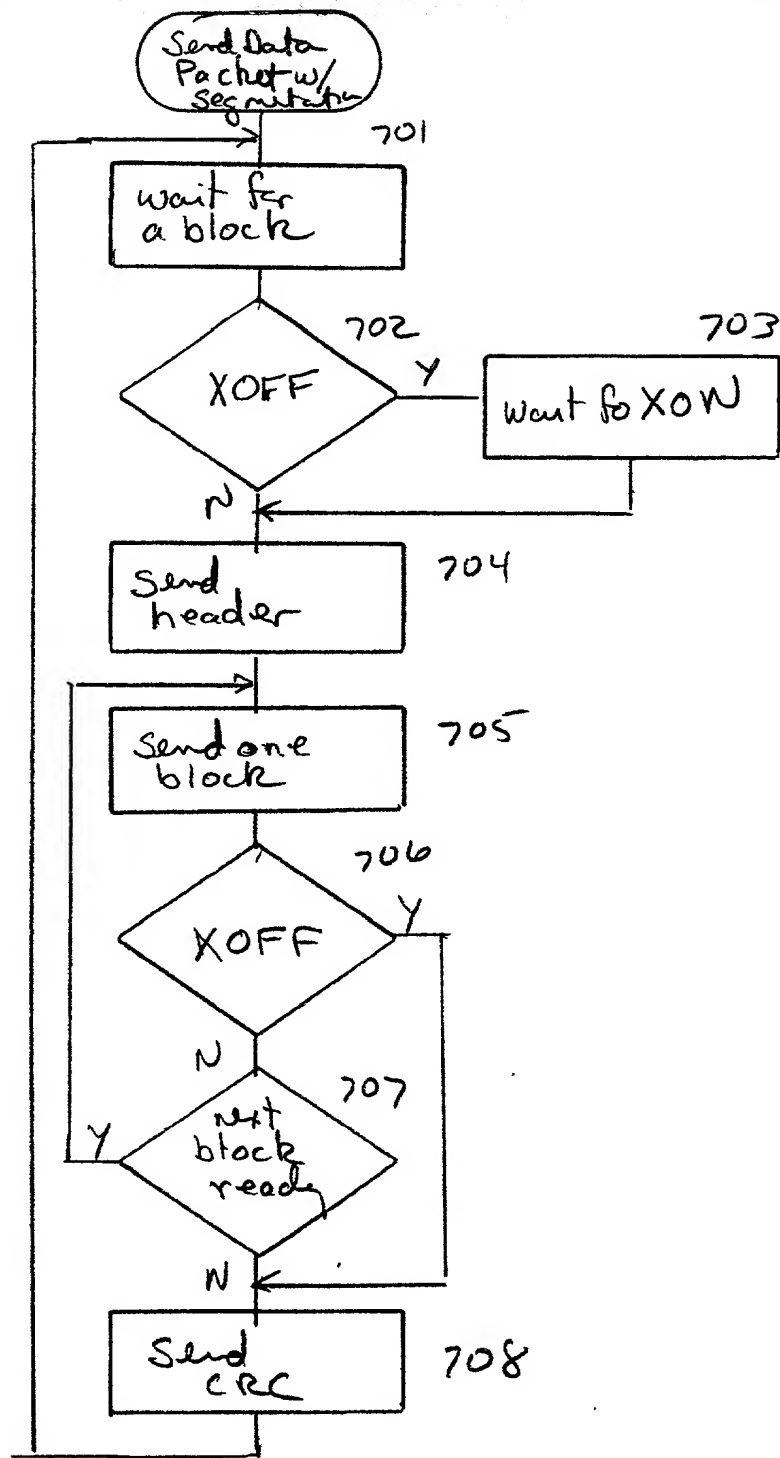 Send Data
Packet w/
Segmitation
701
wait for
a block
702
XOFF
Y
703
wait fo XON
N
704
Send
header
705
Send one
block
706
XOFF
Y
N
707
next
block
ready
Y
N
Send
CRC
708